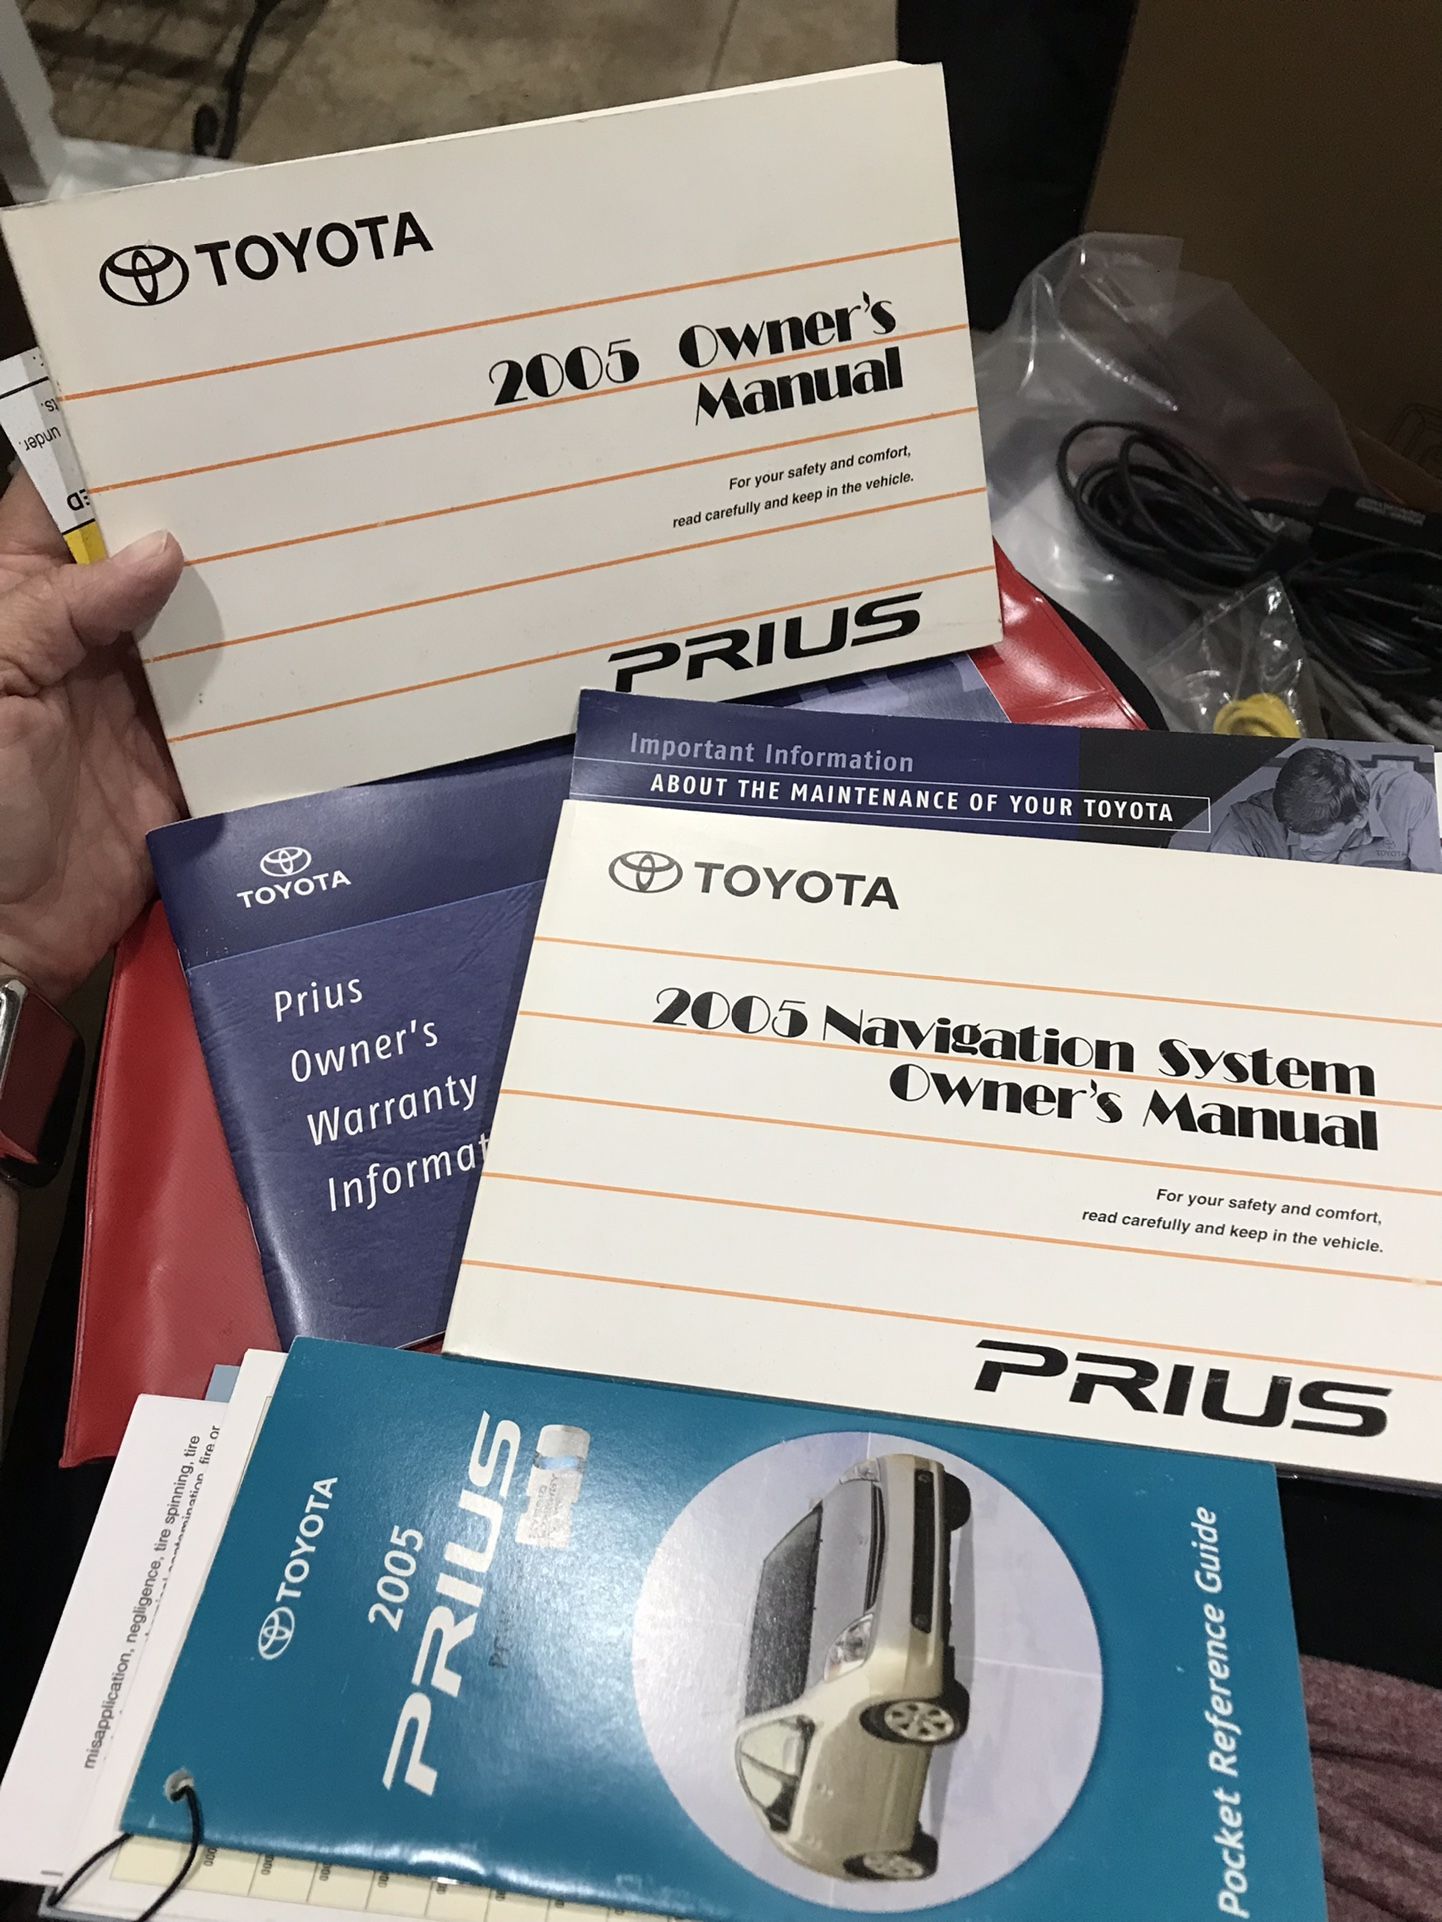 TOYOTA
2005 Owner's
Manual
For your safety and comfort,
read carefully and keep in the vehicle.
PRIUS
under.
Important Information
ABOUT THE MAINTENANCE OF YOUR TOYOTA
TOYOTA
Prius
Owner's
Warranty
TOYOTA
2005 Navigation System
Owner's Manual
For your safety and comfort,
read carefully and keep in the vehicle.
PRIUS
TOYOTA
2005
PRIUS
Pocket Reference Guide
misapplication, negligence, tire spinning, tire
fire or